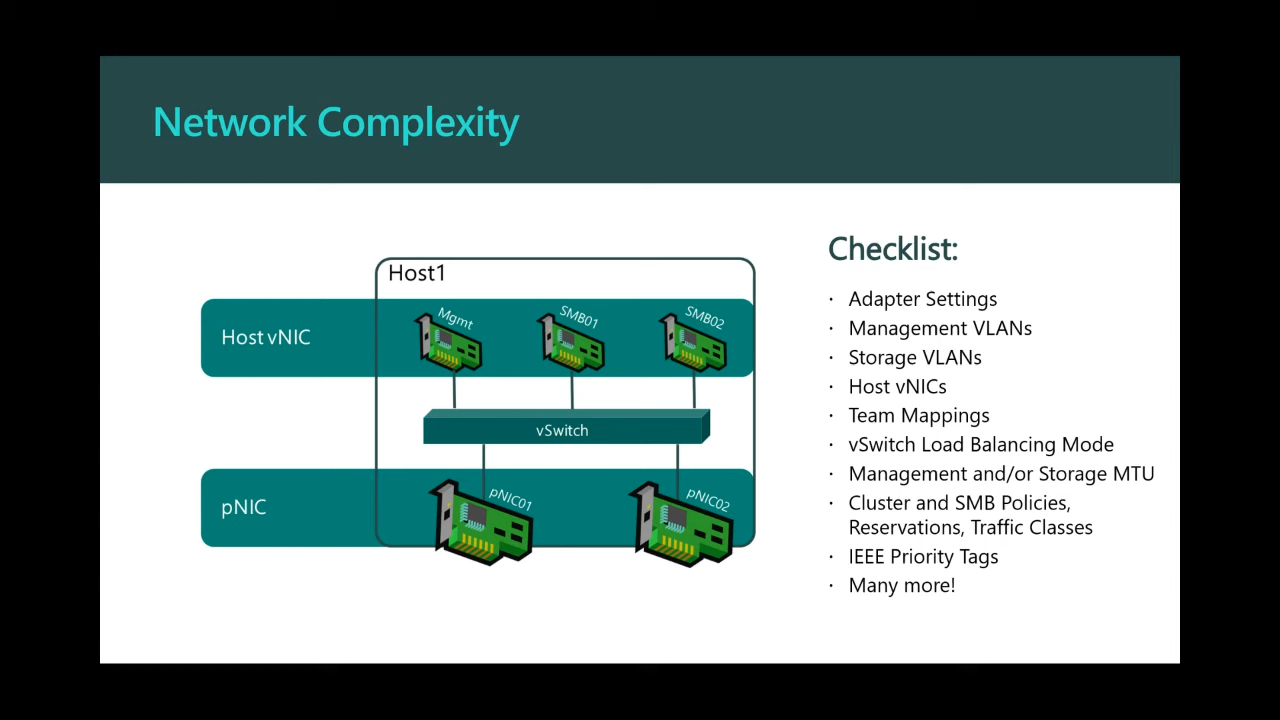 Network Complexity
Host1
Host vNIC
Mgmt
SMB01
SMB02
vSwitch
pNIC
pNIC01
pNIC02
Checklist:
· Adapter Settings
· Management VLANs
· Storage VLANs
· Host vNICs
· Team Mappings
· vSwitch Load Balancing Mode
· Management and/or Storage MTU
· Cluster and SMB Policies,
Reservations, Traffic Classes
· IEEE Priority Tags
· Many more!